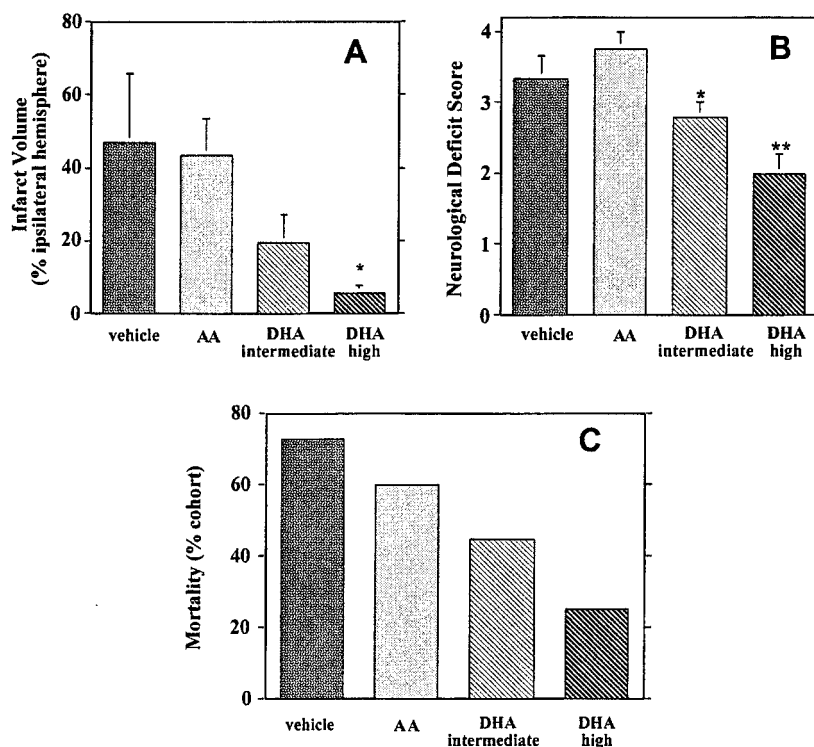 A
Infarct Volume
(% ipsilateral hemisphere)
80
60
40
20
0
*
vehicle
AA
DHA
intermediate
DHA
high
B
Neurological Deficit Score
4
3
2
1
0
*
**
vehicle
AA
DHA
intermediate
DHA
high
C
Mortality (% cohort)
80
60
40
20
0
vehicle
AA
DHA
intermediate
DHA
high